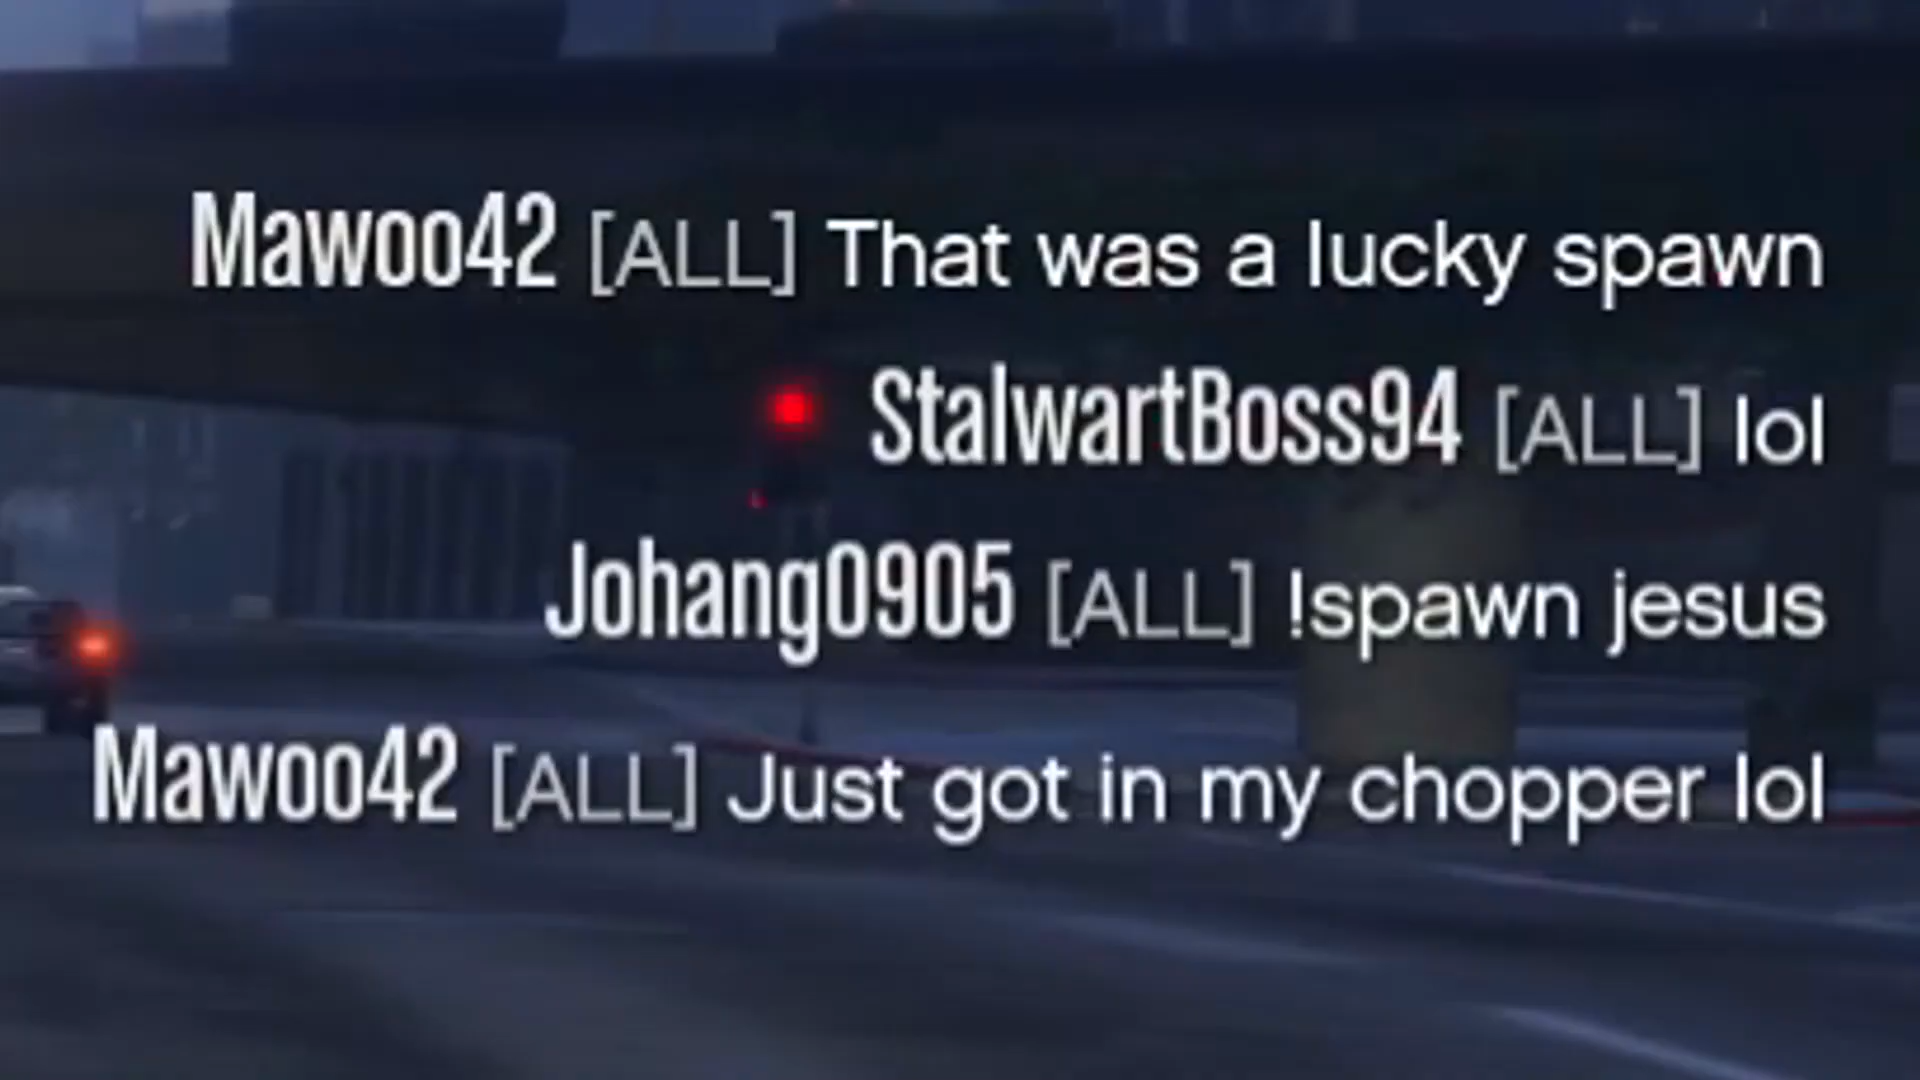 Mawoo42 [ALL] That was a lucky spawn
StalwartBoss94 [ALL] lol
Johang0905 [ALL] !spawn jesus
Mawoo42 [ALL] Just got in my chopper lol